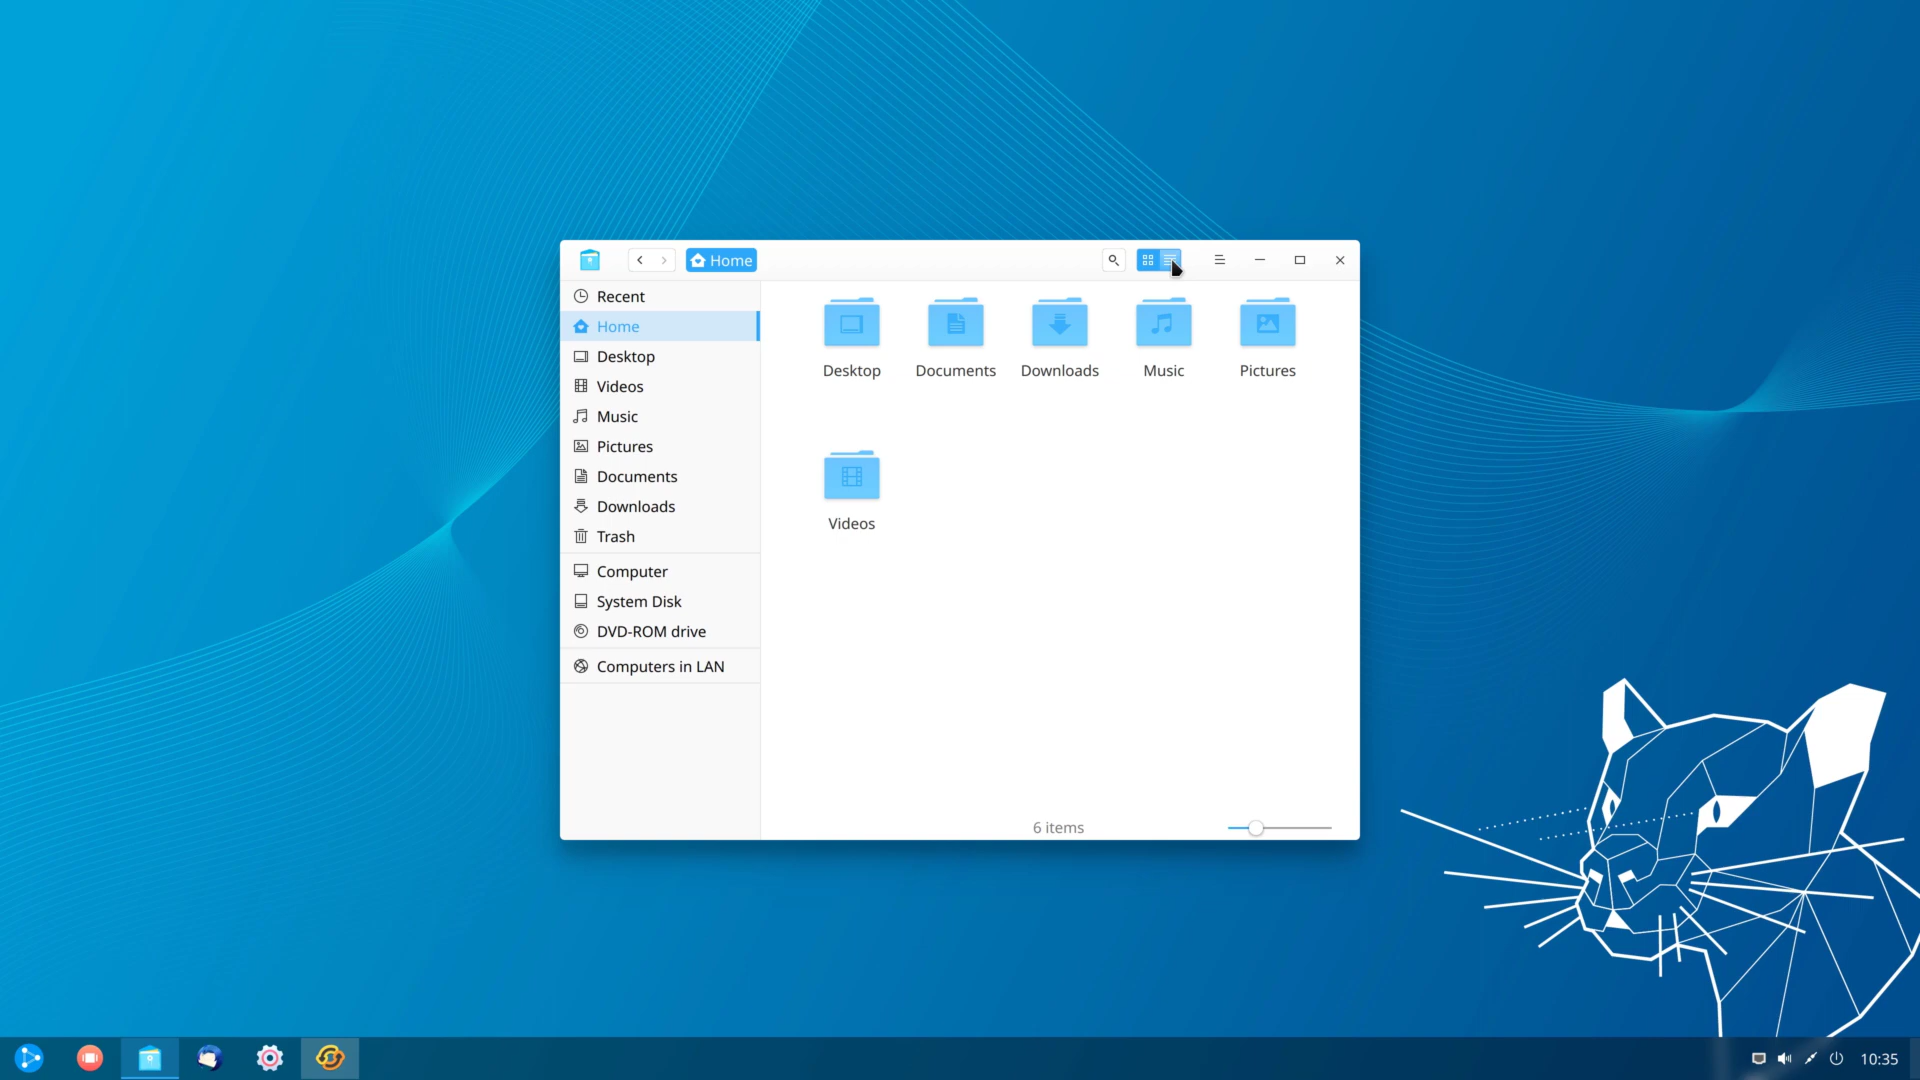 Home
Recent
Home
Desktop
Videos
Music
Pictures
Documents
Downloads
Trash
Computer
System Disk
DVD-ROM drive
Computers in LAN
Desktop
Documents
Downloads
Music
Pictures
Videos
6 items
10:35